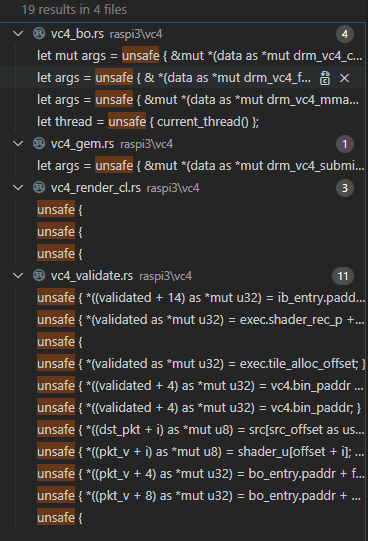 19 results in 4 files
vc4_bo.rs raspi3\vc4 4
let mut args = unsafe { &mut *(data as *mut drm_vc4_c...
let args = unsafe { & *(data as *mut drm_vc4_f...
let args = unsafe { &mut *(data as *mut drm_vc4_mma...
let thread = unsafe { current_thread() };
vc4_gem.rs raspi3\vc4 1
let args = unsafe { &mut *(data as *mut drm_vc4_submi...
vc4_render_cl.rs raspi3\vc4 3
unsafe {
unsafe {
unsafe {
vc4_validate.rs raspi3\vc4 11
unsafe { *((validated + 14) as *mut u32) = ib_entry.padd...
unsafe { *(validated as *mut u32) = exec.shader_rec_p +...
unsafe {
unsafe { *(validated as *mut u32) = exec.tile_alloc_offset; }
unsafe { *((validated + 4) as *mut u32) = vc4.bin_paddr ...
unsafe { *((validated + 4) as *mut u32) = vc4.bin_paddr; }
unsafe { *((dst_pkt + i) as *mut u8) = src[src_offset as us...
unsafe { *((pkt_v + i) as *mut u8) = shader_u[offset + i]; ...
unsafe { *((pkt_v + 4) as *mut u32) = bo_entry.paddr + f...
unsafe { *((pkt_v + 8) as *mut u32) = bo_entry.paddr + ...
unsafe {